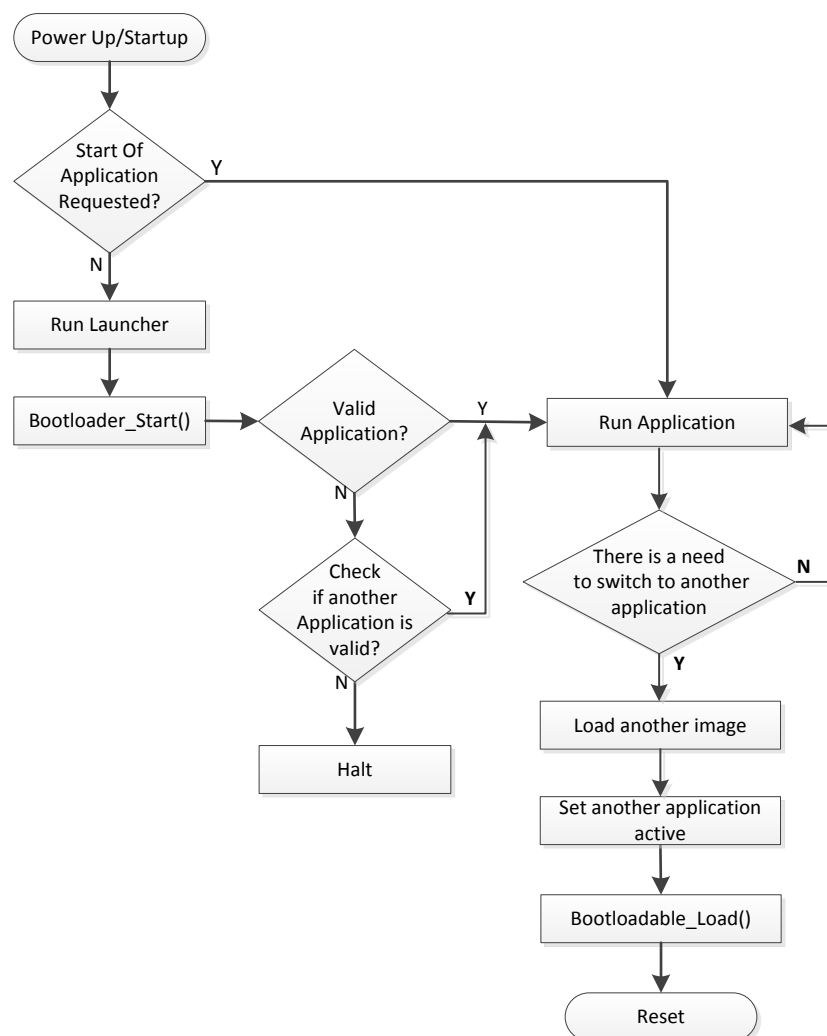 Power Up/Startup
Start Of
Application
Requested?
Y
N
Run Launcher
Bootloader_Start()
Valid
Application?
Y
N
Run Application
Check
if another
Application is
valid?
Y
N
Halt
There is a need
to switch to another
application
N
Y
Load another image
Set another application
active
Bootloadable_Load()
Reset